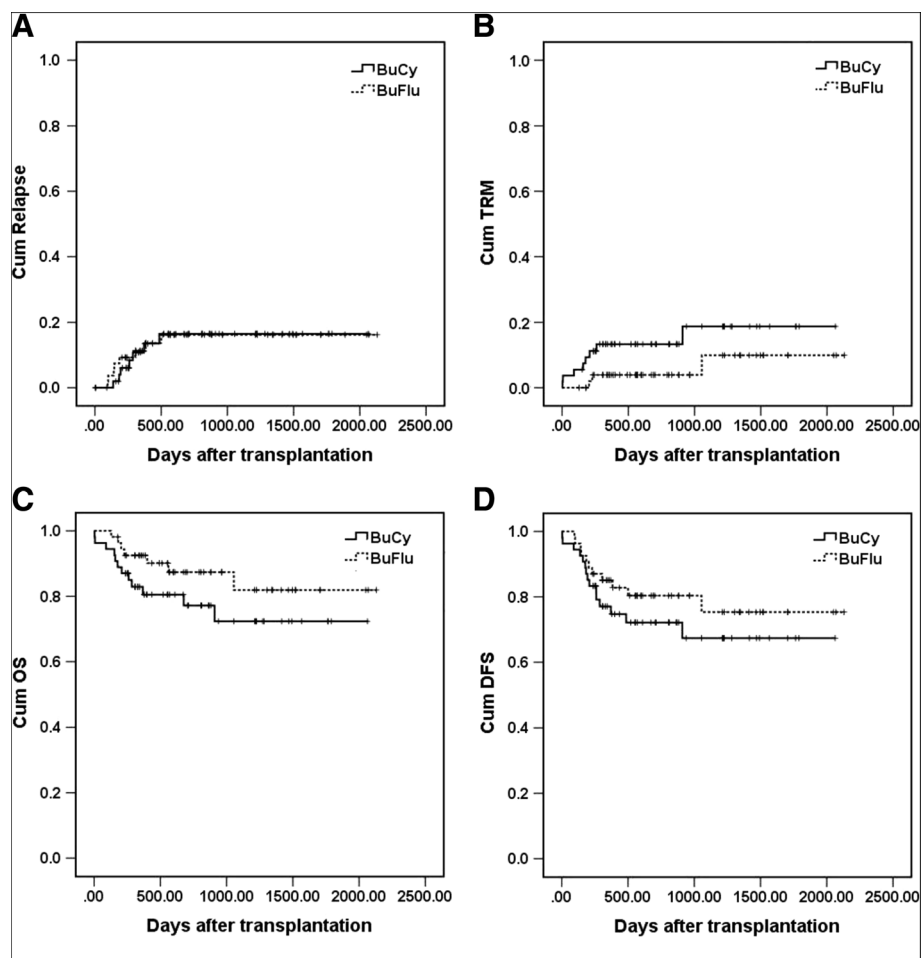 A
1.0
0.8
0.6
0.4
0.2
0.0
Cum Relapse
BuCy
BuFlu
.00 500.00 1000.00 1500.00 2000.00 2500.00
Days after transplantation
B
1.0
0.8
0.6
0.4
0.2
0.0
Cum TRM
BuCy
BuFlu
.00 500.00 1000.00 1500.00 2000.00 2500.00
Days after transplantation
C
1.0
0.8
0.6
0.4
0.2
0.0
Cum OS
BuCy
BuFlu
.00 500.00 1000.00 1500.00 2000.00 2500.00
Days after transplantation
D
1.0
0.8
0.6
0.4
0.2
0.0
Cum DFS
BuCy
BuFlu
.00 500.00 1000.00 1500.00 2000.00 2500.00
Days after transplantation